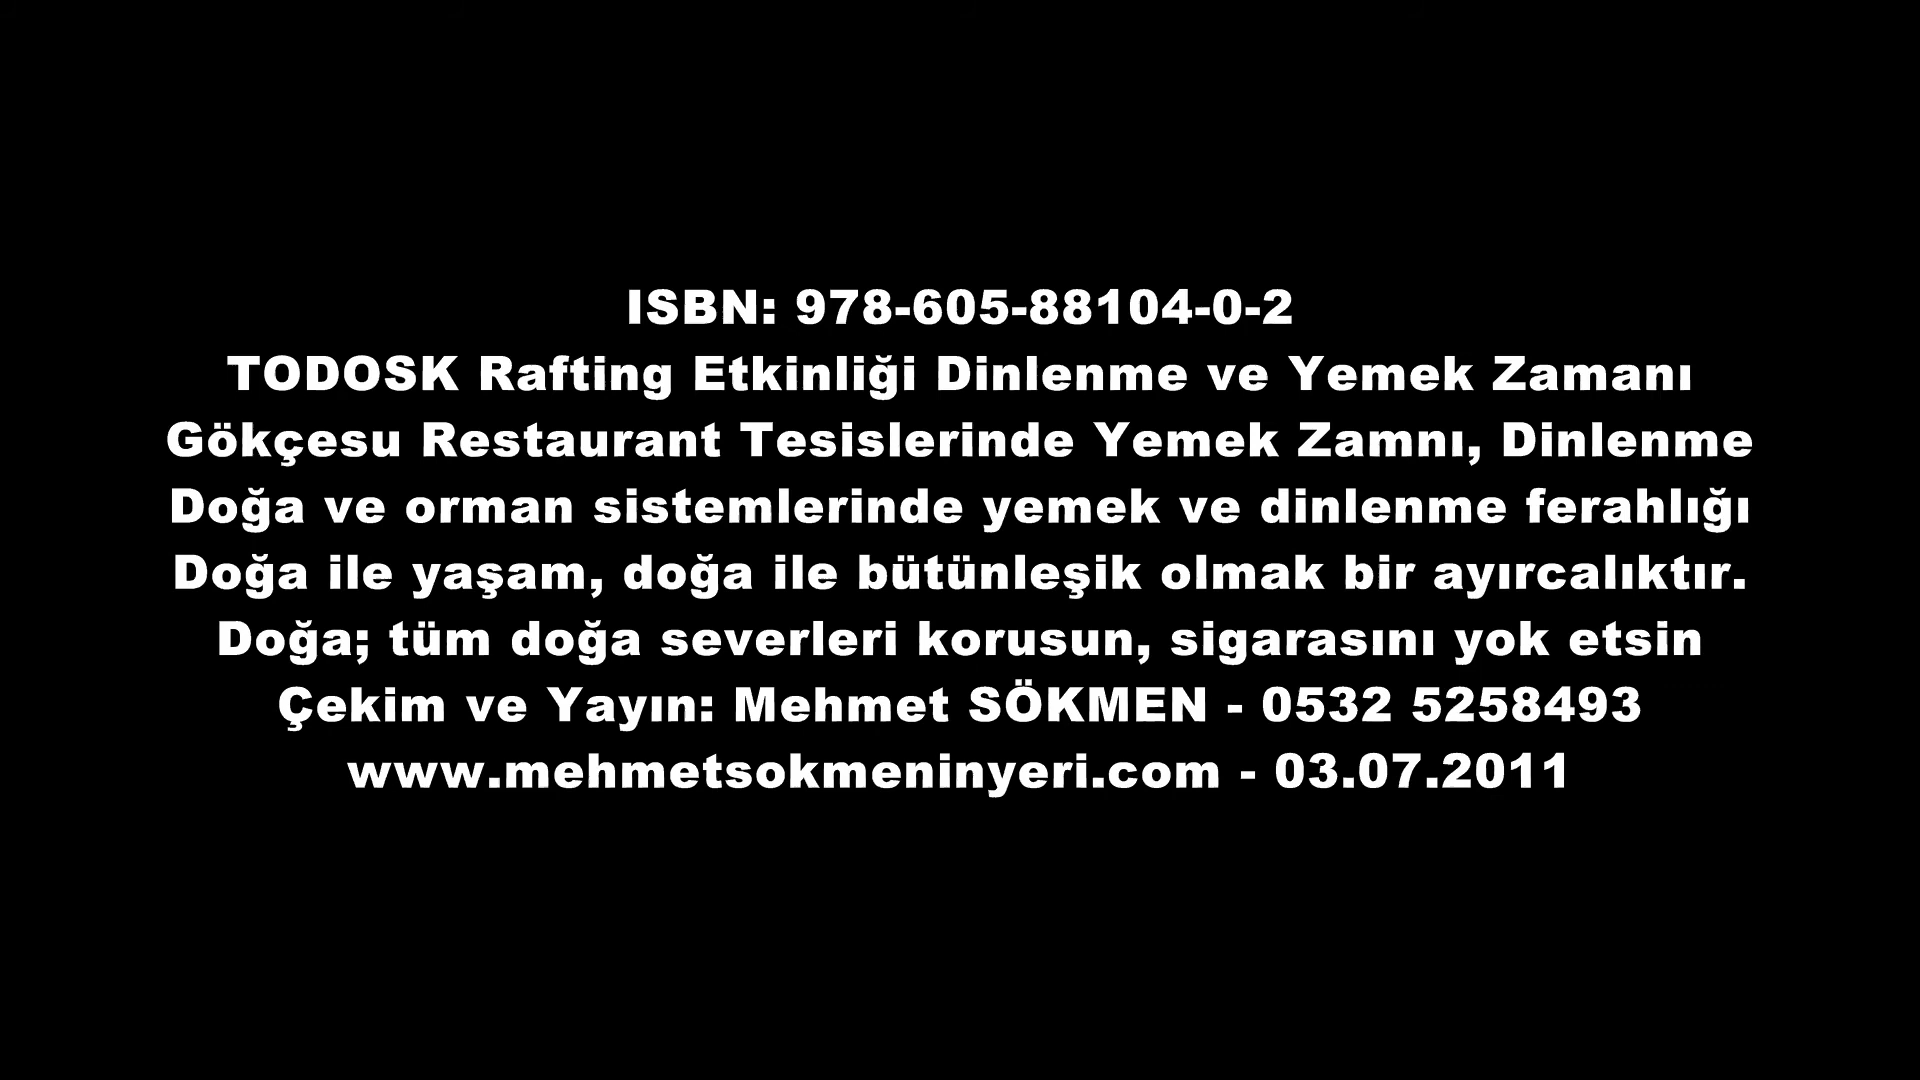 ISBN: 978-605-88104-0-2
TODOSK Rafting Etkinliği Dinlenme ve Yemek Zamanı
Gökçesu Restaurant Tesislerinde Yemek Zamnı, Dinlenme
Doğa ve orman sistemlerinde yemek ve dinlenme ferahlığı
Doğa ile yaşam, doğa ile bütünleşik olmak bir ayırcalıktır.
Doğa; tüm doğa severleri korusun, sigarasını yok etsin
Çekim ve Yayın: Mehmet SÖKMEN - 0532 5258493
www.mehmetsokmeninyeri.com - 03.07.2011